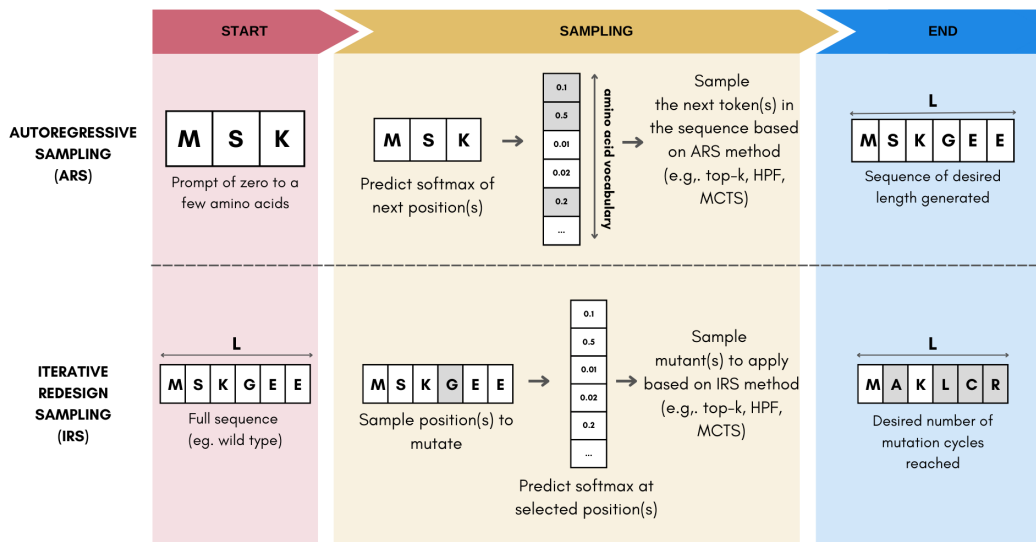 START
SAMPLING
END
AUTOREGRESSIVE
SAMPLING
(ARS)
M S K
Prompt of zero to a
few amino acids
M S K
Predict softmax of
next position(s)
0.1
0.5
0.01
0.02
0.2
...
amino acid vocabulary
Sample
the next token(s) in
the sequence based
on ARS method
(e.g,. top-k, HPF,
MCTS)
L
M S K G E E
Sequence of desired
length generated
ITERATIVE
REDESIGN
SAMPLING
(IRS)
L
M S K G E E
Full sequence
(eg. wild type)
M S K G E E
Sample position(s) to
mutate
0.1
0.5
0.01
0.02
0.2
...
Predict softmax at
selected position(s)
Sample
mutant(s) to apply
based on IRS method
(e.g,. top-k, HPF,
MCTS)
L
M A K L C R
Desired number of
mutation cycles
reached